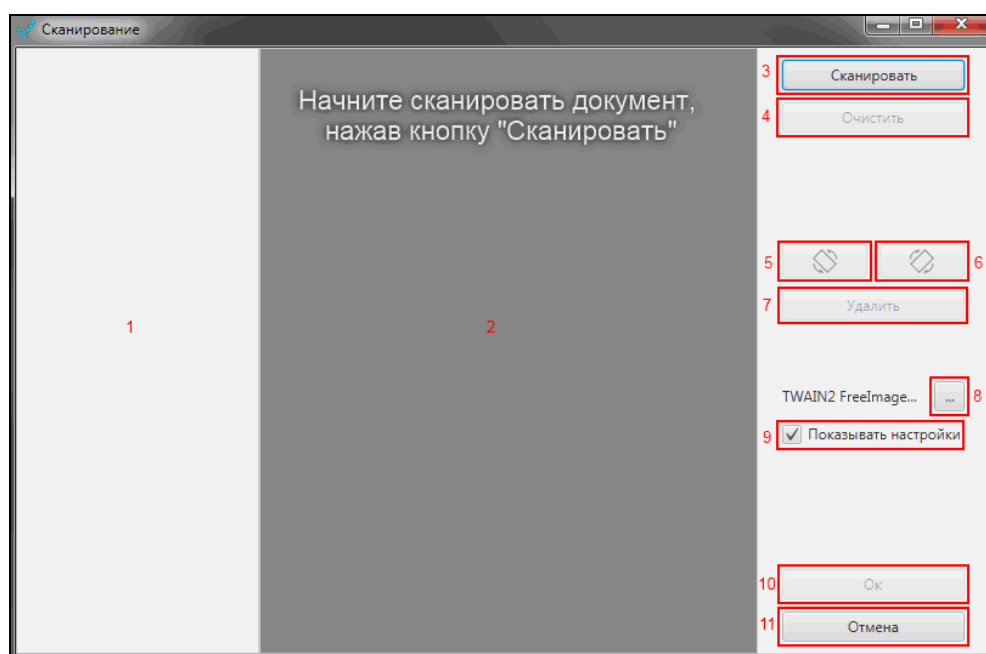 Сканирование
Начните сканировать документ,
нажав кнопку "Сканировать"
1
2
3 Сканировать
4 Очистить
5
6
7 Удалить
TWAIN2 FreeImage... ... 8
9 Показывать настройки
10 Ок
11 Отмена